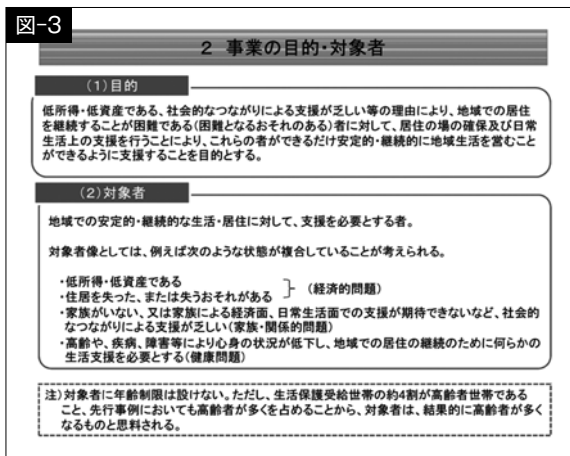 図-3
2 事業の目的・対象者
(1)目的
低所得・低資産である、社会的なつながりによる支援が乏しい等の理由により、地域での居住
を継続することが困難である(困難となるおそれのある)者に対して、居住の場の確保及び日常
生活上の支援を行うことにより、これらの者ができるだけ安定的・継続的に地域生活を営むこと
ができるように支援することを目的とする。
(2)対象者
地域での安定的・継続的な生活・居住に対して、支援を必要とする者。
対象者像としては、例えば次のような状態が複合していることが考えられる。
・低所得・低資産である
・住居を失った、または失うおそれがある
(経済的問題)
・家族がいない、又は家族による経済面、日常生活面での支援が期待できないなど、社会的
なつながりによる支援が乏しい(家族・関係的問題)
・高齢や、疾病、障害等により心身の状況が低下し、地域での居住の継続のために何らかの
生活支援を必要とする(健康問題)
注)対象者に年齢制限は設けない。ただし、生活保護受給世帯の約4割が高齢者世帯である
こと、先行事例においても高齢者が多くを占めることから、対象者は、結果的に高齢者が多く
なるものと思料される。